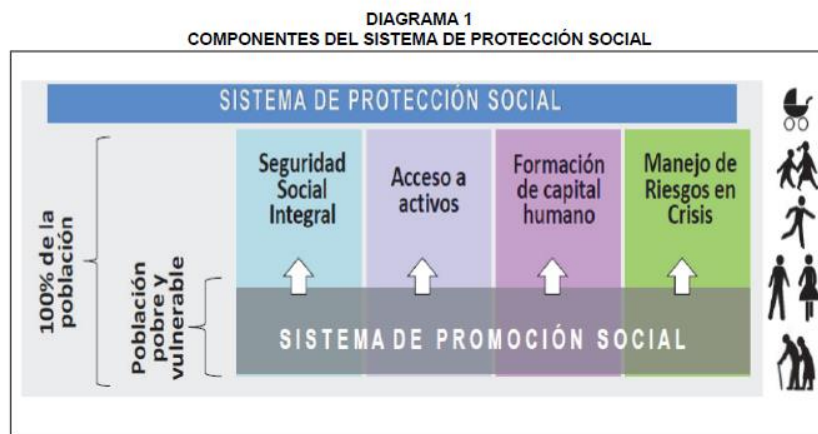 DIAGRAMA 1
COMPONENTES DEL SISTEMA DE PROTECCIÓN SOCIAL
SISTEMA DE PROTECCIÓN SOCIAL
100% de la
población
Población
pobre y
vulnerable
Seguridad
Social
Integral
Acceso a
activos
Formación
de capital
humano
Manejo de
Riesgos en
Crisis
SISTEMA DE PROMOCIÓN SOCIAL